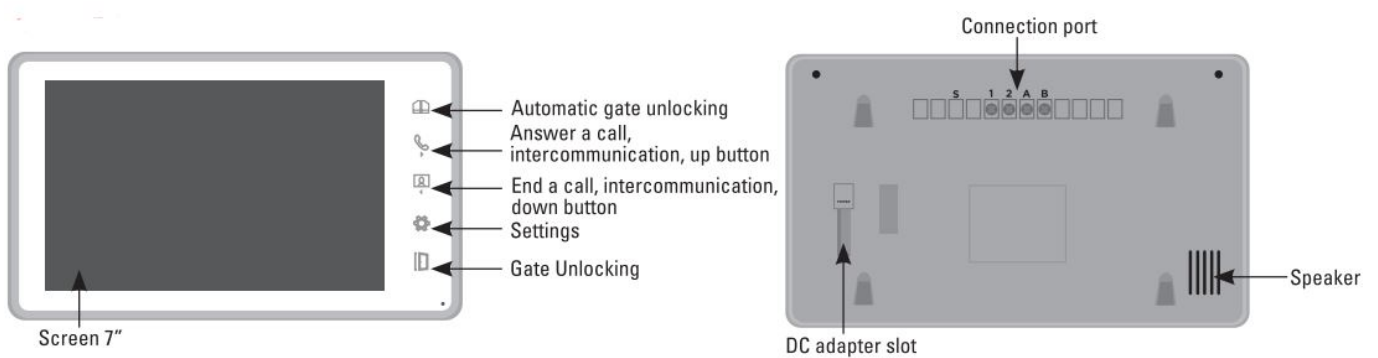 Connection port
S 1 2 A B
Automatic gate unlocking
Answer a call,
intercommunication, up button
End a call, intercommunication,
down button
Settings
Gate Unlocking
Screen 7”
Speaker
DC adapter slot